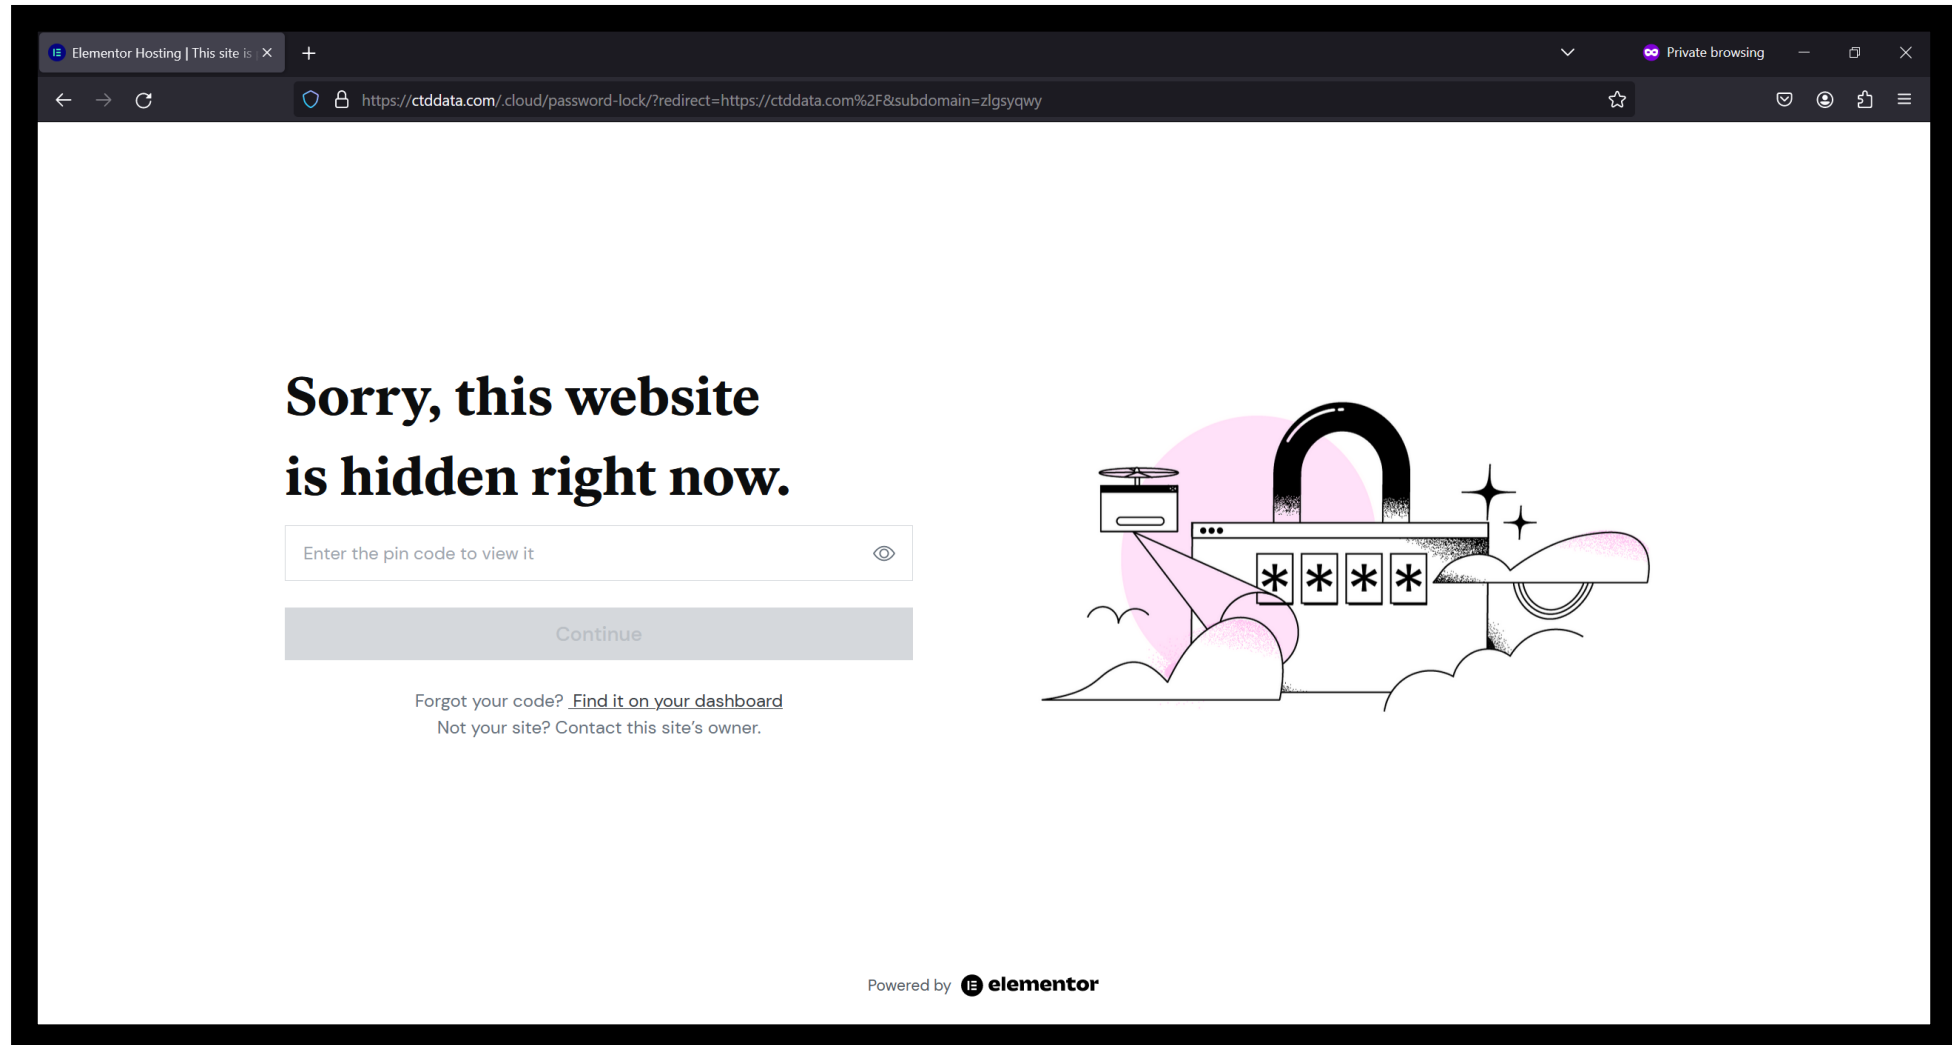 Elementor Hosting | This site is
Private browsing
https://ctddata.com/.cloud/password-lock/?redirect=https://ctddata.com%2F&subdomain=zlgsyqwy
Sorry, this website
is hidden right now.
Enter the pin code to view it
Continue
Forgot your code? Find it on your dashboard
Not your site? Contact this site’s owner.
* * * *
Powered by elementor